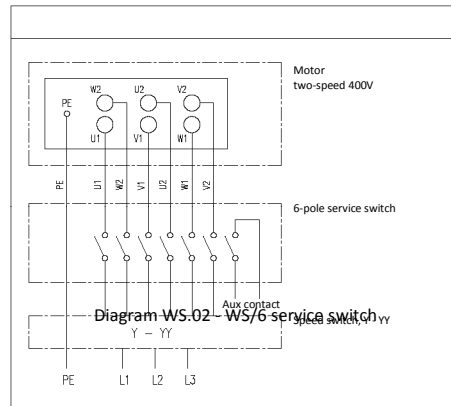 Motor
two-speed 400V
W2 U2 V2
PE
U1 V1 W1
PE U1 W2 V1 U2 W1 V2
6-pole service switch
Aux contact
Diagram WS.02 - WS/6 service switch
Speed switch, Y - YY
Y - YY
PE L1 L2 L3